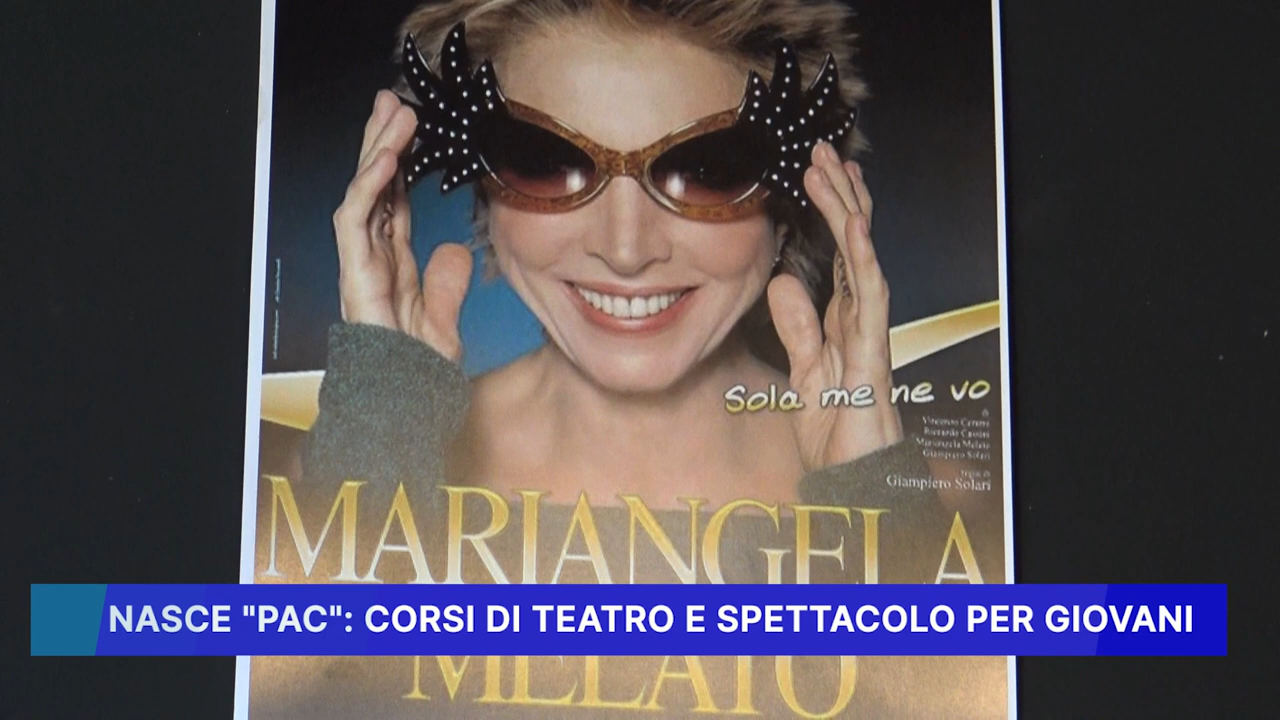 Sola me ne vo
di
Vincenzo Cerami
Riccardo Cassini
Mariangela Melato
Giampiero Solari
regia di
Giampiero Solari
MARIANGELA
NASCE "PAC": CORSI DI TEATRO E SPETTACOLO PER GIOVANI
MELATO